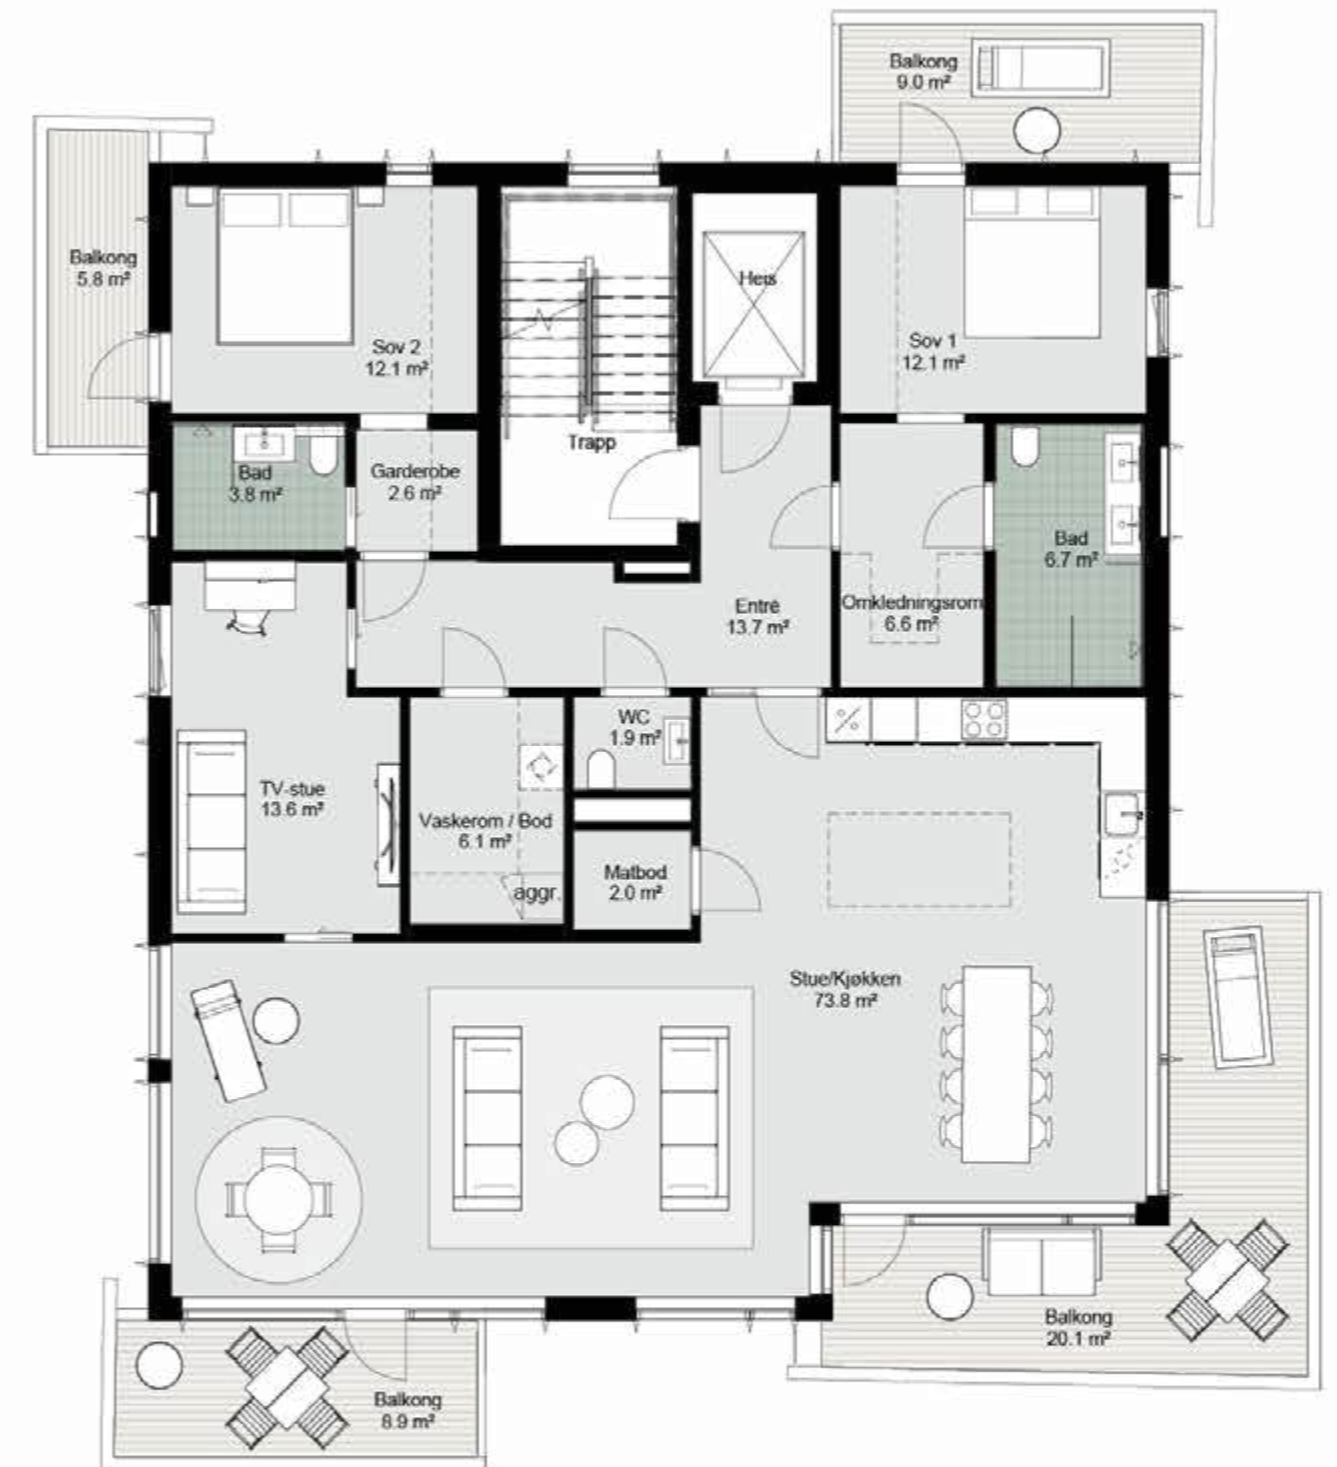 Balkong
9.0 m²
Balkong
5.8 m²
Heis
Sov 2
12.1 m²
Sov 1
12.1 m²
Trapp
Bad
3.8 m²
Garderobe
2.6 m²
Bad
6.7 m²
Entré
13.7 m²
Omkledningsrom
6.6 m²
WC
1.9 m²
TV-stue
13.6 m²
Vaskerom / Bod
6.1 m²
Matbod
2.0 m²
aggr.
Stue/Kjøkken
73.8 m²
Balkong
20.1 m²
Balkong
8.9 m²